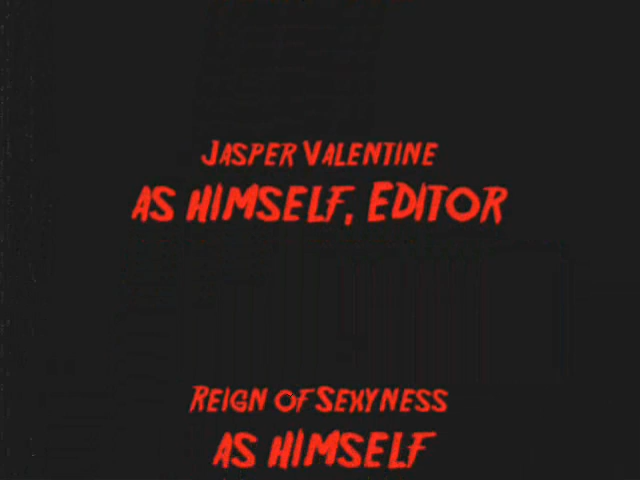 Jasper Valentine
as himself, Editor
Reign of Sexyness
as himself